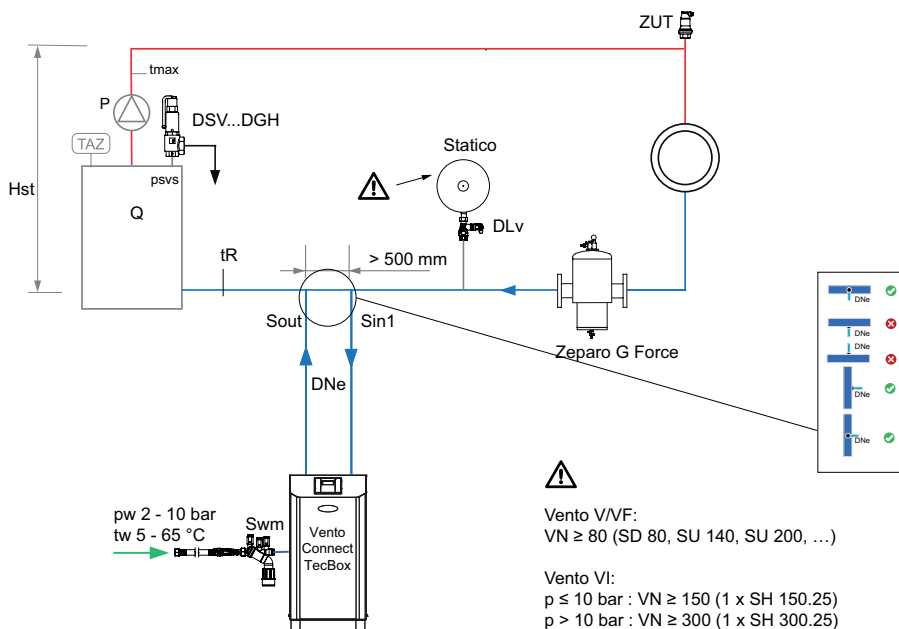 ZUT
tmax
P
DSV...DGH
TAZ
Statico
psvs
Hst
Q
DLv
tR
> 500 mm
Sout
Sin1
Zeparo G Force
DNe
DNe
DNe
DNe
DNe
DNe
pw 2 - 10 bar
tw 5 - 65 °C
Swm
Vento
Connect
TecBox
Vento V/VF:
VN ≥ 80 (SD 80, SU 140, SU 200, …)
Vento VI:
p ≤ 10 bar : VN ≥ 150 (1 x SH 150.25)
p > 10 bar : VN ≥ 300 (1 x SH 300.25)